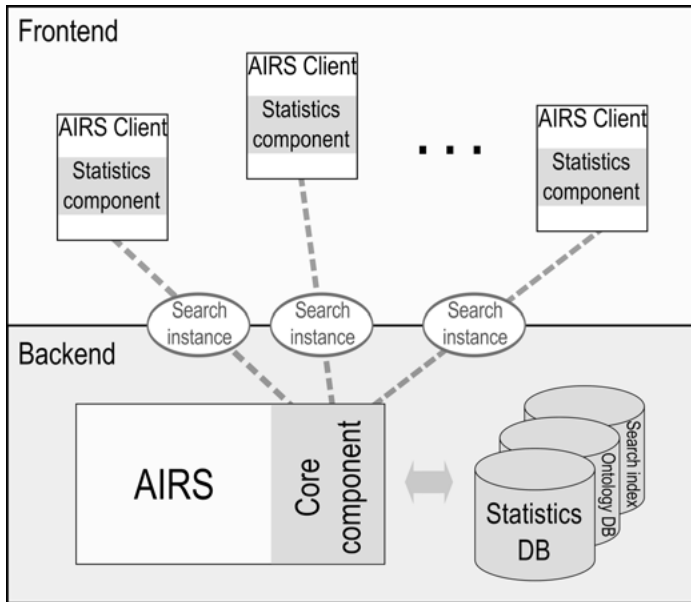 Frontend
AIRS Client
Statistics
component
AIRS Client
Statistics
component
. . .
AIRS Client
Statistics
component
Search
instance
Search
instance
Search
instance
Backend
AIRS
Core
component
Statistics
DB
Ontology DB
Search index